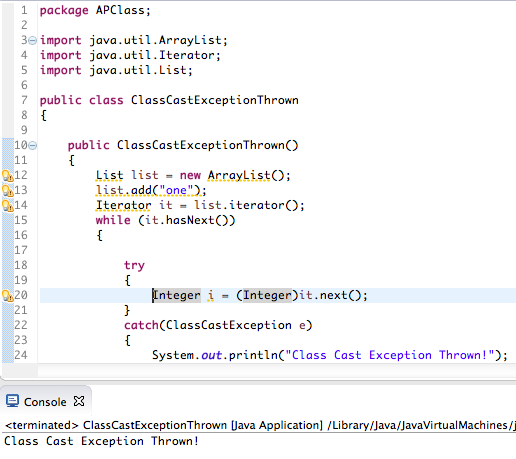 1 package APClass;
2
3 import java.util.ArrayList;
4 import java.util.Iterator;
5 import java.util.List;
6
7 public class ClassCastExceptionThrown
8 {
9
10 public ClassCastExceptionThrown()
11 {
12 List list = new ArrayList();
13 list.add("one");
14 Iterator it = list.iterator();
15 while (it.hasNext())
16 {
17
18 try
19 {
20 Integer i = (Integer)it.next();
21 }
22 catch(ClassCastException e)
23 {
24 System.out.println("Class Cast Exception Thrown!");
Console
<terminated> ClassCastExceptionThrown [Java Application] /Library/Java/JavaVirtualMachines/j
Class Cast Exception Thrown!